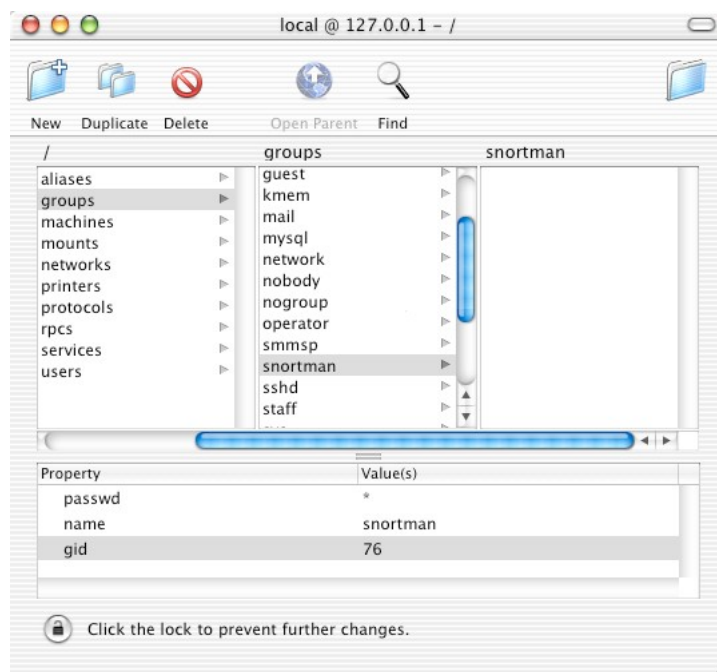 local @ 127.0.0.1 – /
New Duplicate Delete Open Parent Find
/ groups snortman
aliases
groups
machines
mounts
networks
printers
protocols
rpcs
services
users
guest
kmem
mail
mysql
network
nobody
nogroup
operator
smmsp
snortman
sshd
staff
Property Value(s)
passwd *
name snortman
gid 76
Click the lock to prevent further changes.